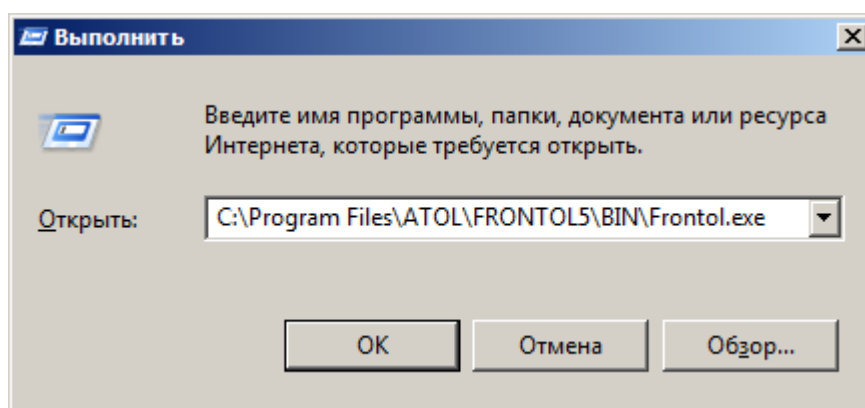 Выполнить
Введите имя программы, папки, документа или ресурса
Интернета, которые требуется открыть.
Открыть: C:\Program Files\ATOL\FRONTOL5\BIN\Frontol.exe
ОК Отмена Обзор...